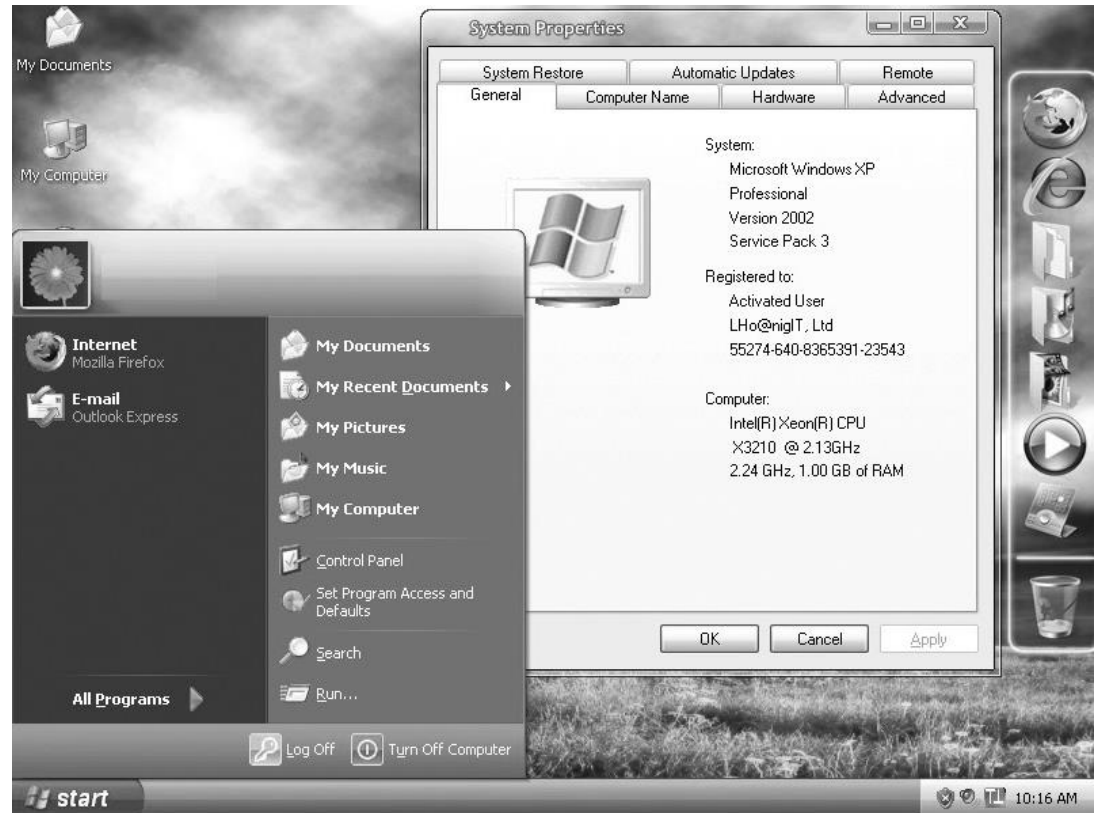 My Documents
My Computer
System Properties
System Restore
Automatic Updates
Remote
General
Computer Name
Hardware
Advanced
System:
Microsoft Windows XP
Professional
Version 2002
Service Pack 3
Registered to:
Activated User
LHo@nigIT, Ltd
55274-640-8365391-23543
Computer:
Intel(R) Xeon(R) CPU
X3210 @ 2.13GHz
2.24 GHz, 1.00 GB of RAM
OK
Cancel
Apply
Internet
Mozilla Firefox
E-mail
Outlook Express
All Programs
My Documents
My Recent Documents
My Pictures
My Music
My Computer
Control Panel
Set Program Access and
Defaults
Search
Run...
Log Off
Turn Off Computer
start
10:16 AM